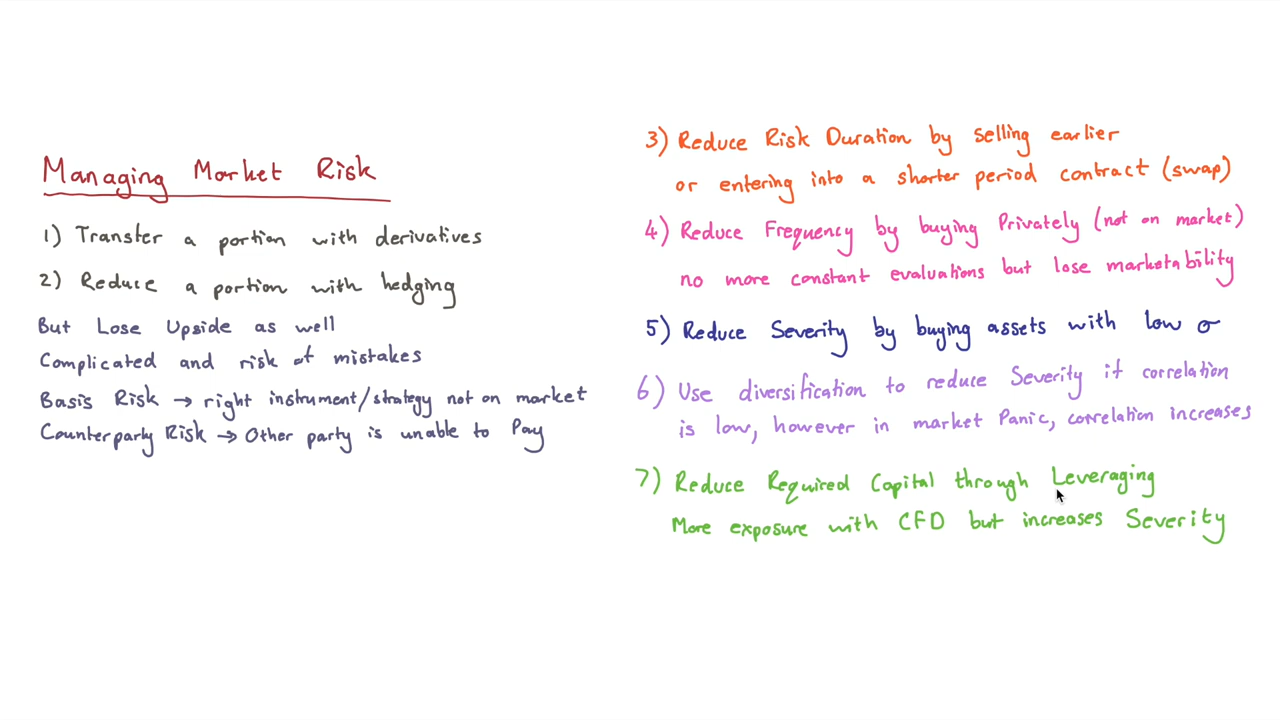 Managing Market Risk
1) Transfer a portion with derivatives
2) Reduce a portion with hedging
But Lose Upside as well
Complicated and risk of mistakes
Basis Risk → right instrument/strategy not on market
Counterparty Risk → Other party is unable to Pay
3) Reduce Risk Duration by selling earlier
or entering into a shorter period contract (swap)
4) Reduce Frequency by buying Privately (not on market)
no more constant evaluations but lose marketability
5) Reduce Severity by buying assets with low σ
6) Use diversification to reduce Severity if correlation
is low, however in market Panic, correlation increases
7) Reduce Required Capital through Leveraging
More exposure with CFD but increases Severity